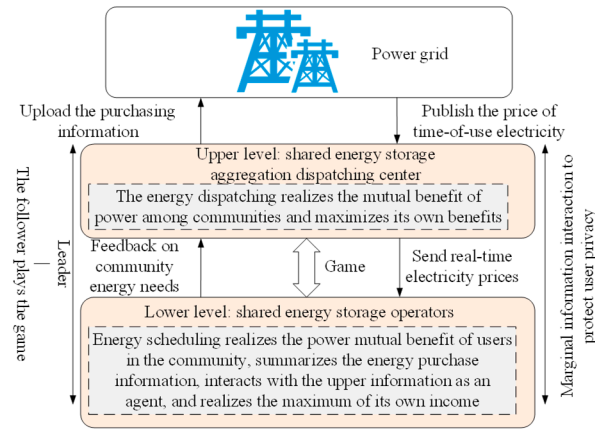 Power grid
Upload the purchasing
information
Publish the price of
time-of-use electricity
Upper level: shared energy storage
aggregation dispatching center
The energy dispatching realizes the mutual benefit of
power among communities and maximizes its own benefits
The follower plays the game
—
Leader
Marginal information interaction to
protect user privacy
Feedback on
community
energy needs
Game
Send real-time
electricity prices
Lower level: shared energy storage operators
Energy scheduling realizes the power mutual benefit of users
in the community, summarizes the energy purchase
information, interacts with the upper information as an
agent, and realizes the maximum of its own income